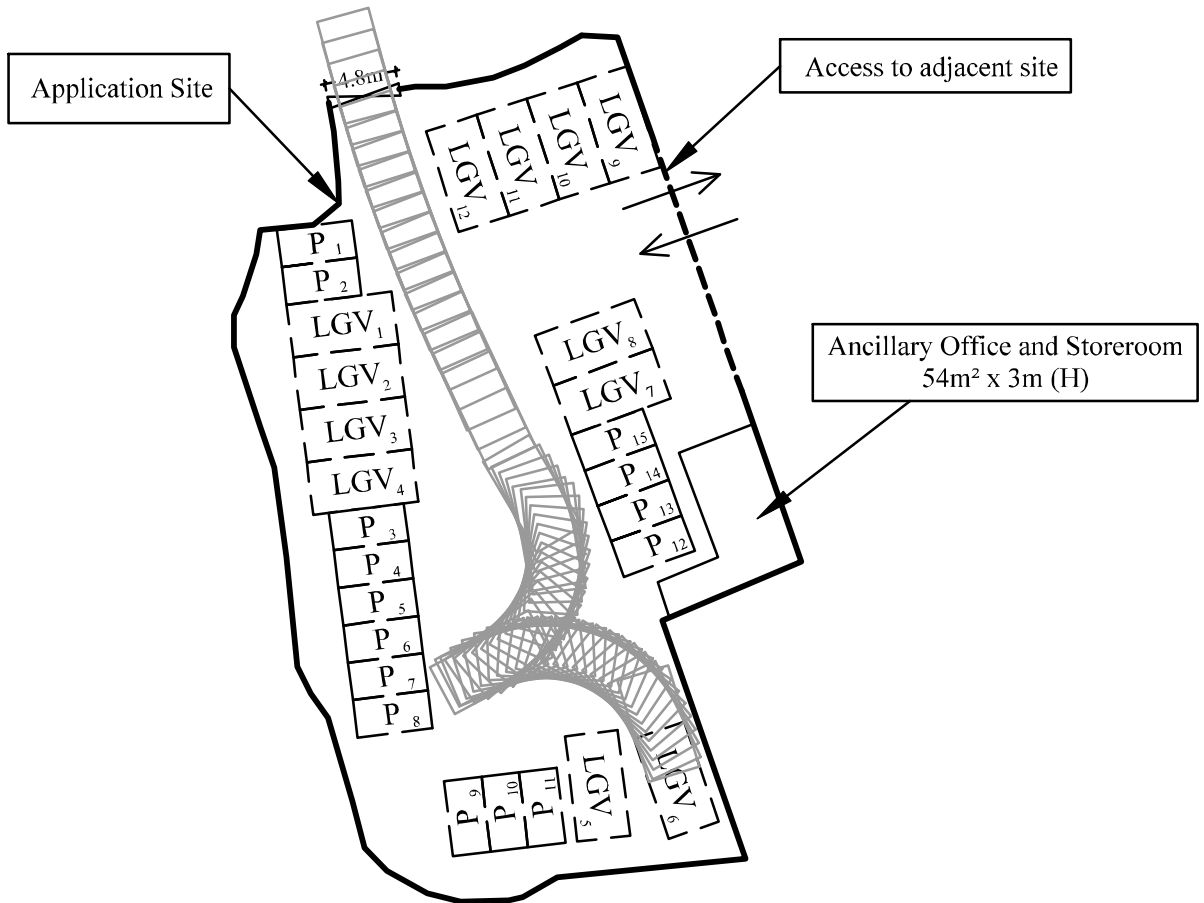 4.8m
Application Site
Access to adjacent site
LGV 9
LGV 10
LGV 11
LGV 12
P 1
P 2
LGV 1
LGV 2
LGV 3
LGV 4
P 3
P 4
P 5
P 6
P 7
P 8
LGV 8
LGV 7
P 15
P 14
P 13
P 12
Ancillary Office and Storeroom
54m² x 3m (H)
P 9
P 10
P 11
LGV 5
LGV 6